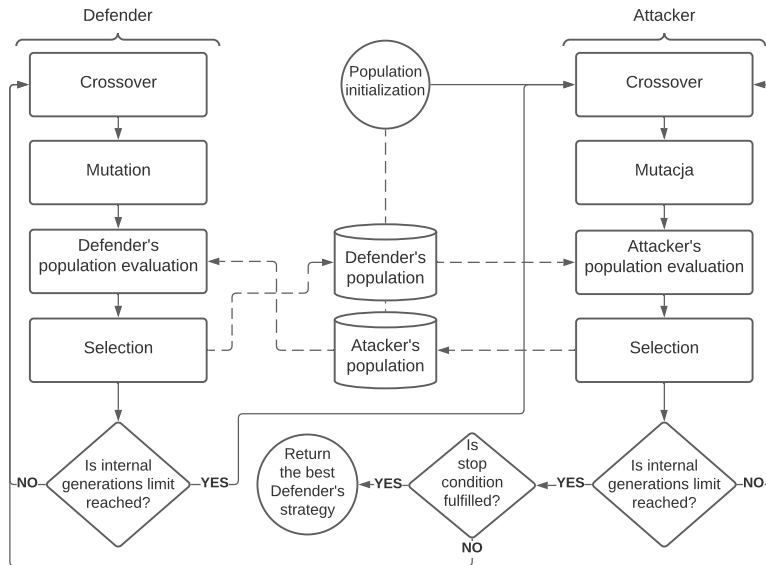 Defender
Attacker
Crossover
Population
initialization
Crossover
Mutation
Mutacja
Defender's
population evaluation
Defender's
population
Attacker's
population evaluation
Selection
Atacker's
population
Selection
Is internal
generations limit
reached?
NO
YES
Return
the best
Defender's
strategy
YES
Is
stop
condition
fulfilled?
NO
YES
Is internal
generations limit
reached?
NO